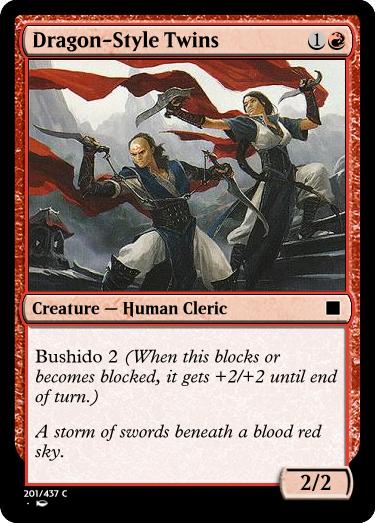 Dragon-Style Twins 1
Creature — Human Cleric
Bushido 2 (When this blocks or
becomes blocked, it gets +2/+2 until end
of turn.)
A storm of swords beneath a blood red
sky.
2/2
201/437 C